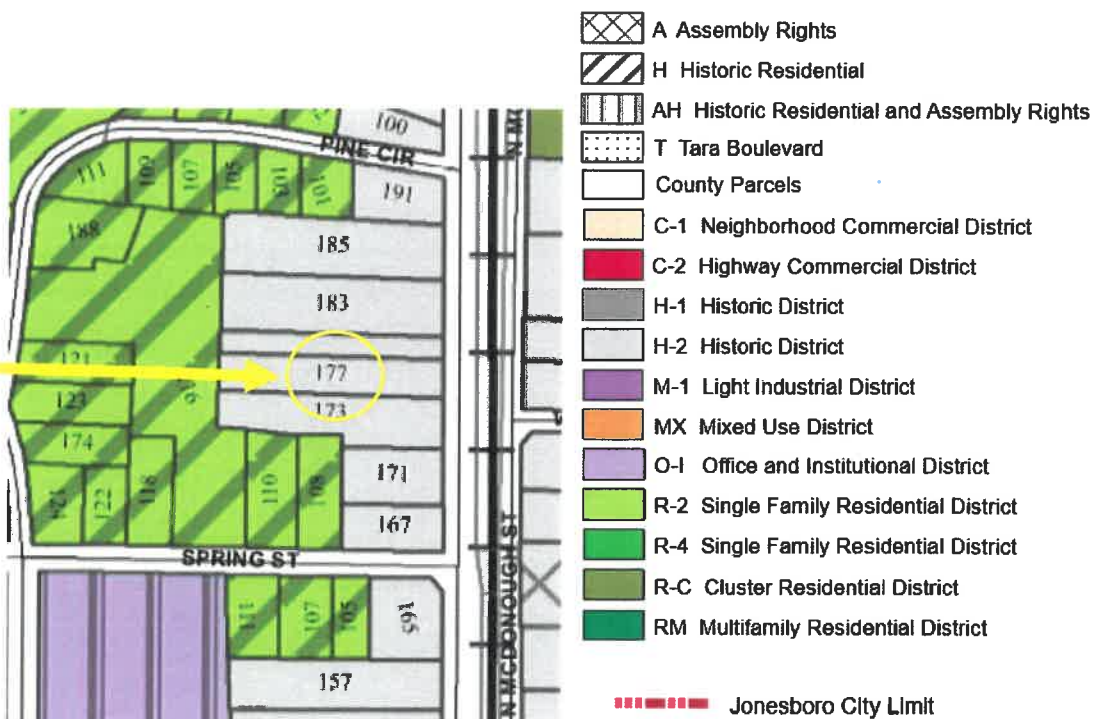 A Assembly Rights
H Historic Residential
AH Historic Residential and Assembly Rights
T Tara Boulevard
County Parcels
C-1 Neighborhood Commercial District
C-2 Highway Commercial District
H-1 Historic District
H-2 Historic District
M-1 Light Industrial District
MX Mixed Use District
O-I Office and Institutional District
R-2 Single Family Residential District
R-4 Single Family Residential District
R-C Cluster Residential District
RM Multifamily Residential District
Jonesboro City Limit
100
PINE CIR
N MC
111
109
107
105
103
101
191
188
185
183
121
177
123
173
174
124
122
118
110
108
171
167
SPRING ST
N MCDONOUGH ST
111
107
105
165
157